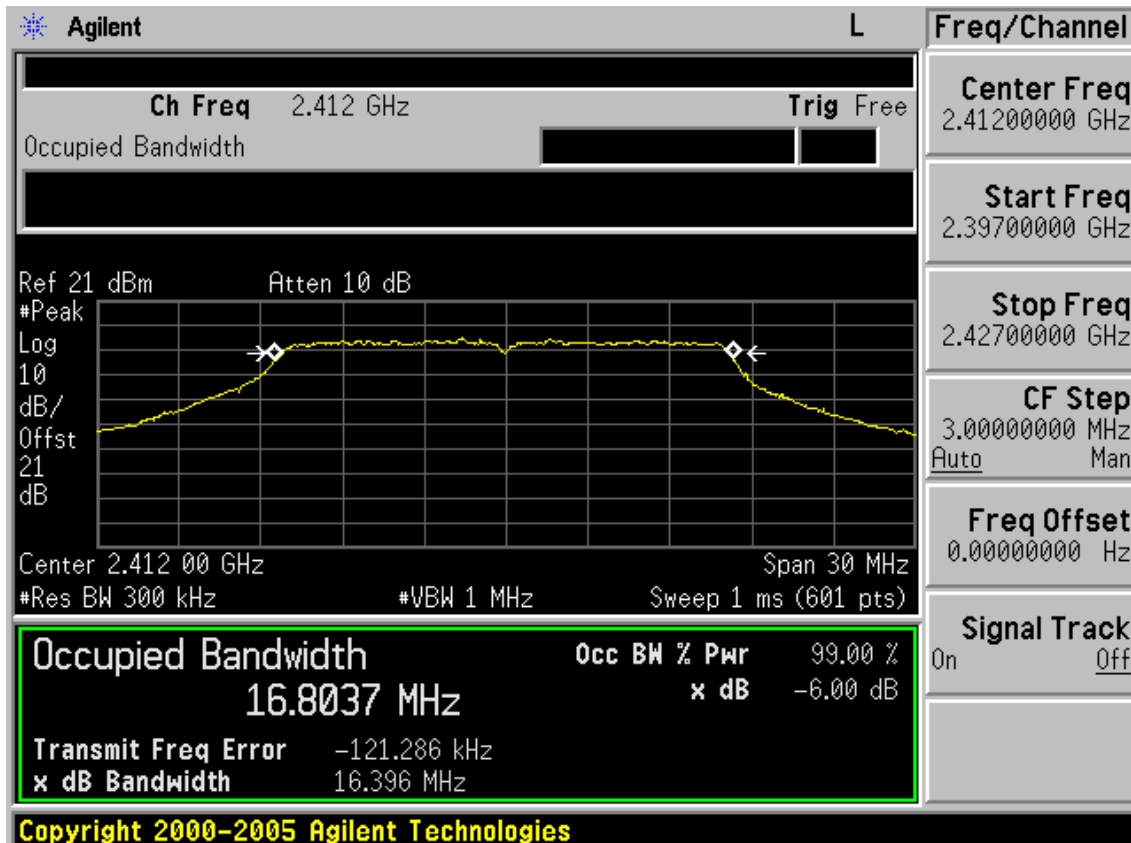 Agilent L
Ch Freq 2.412 GHz Trig Free
Occupied Bandwidth
Ref 21 dBm Atten 10 dB
#Peak
Log
10
dB/
Offst
21
dB
Center 2.412 00 GHz Span 30 MHz
#Res BW 300 kHz #VBW 1 MHz Sweep 1 ms (601 pts)
Occupied Bandwidth Occ BW % Pwr 99.00 %
16.8037 MHz x dB -6.00 dB
Transmit Freq Error -121.286 kHz
x dB Bandwidth 16.396 MHz
Copyright 2000-2005 Agilent Technologies
Freq/Channel
Center Freq
2.41200000 GHz
Start Freq
2.39700000 GHz
Stop Freq
2.42700000 GHz
CF Step
3.00000000 MHz
Auto Man
Freq Offset
0.00000000 Hz
Signal Track
On Off